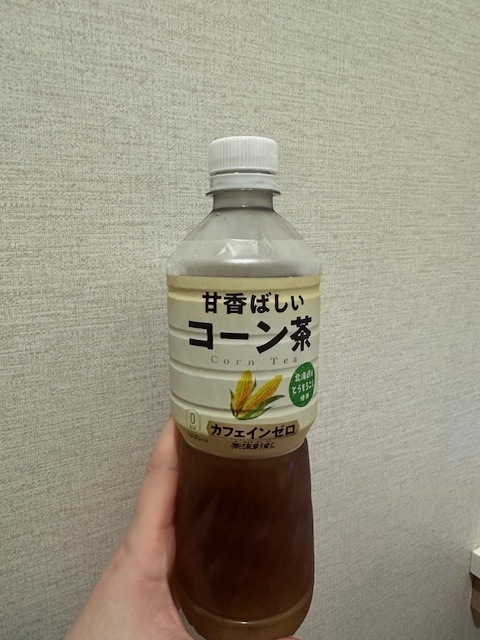 甘香ばしい
コーン茶
Corn Tea
北海道産
とうもろこし
使用
0
カフェインゼロ